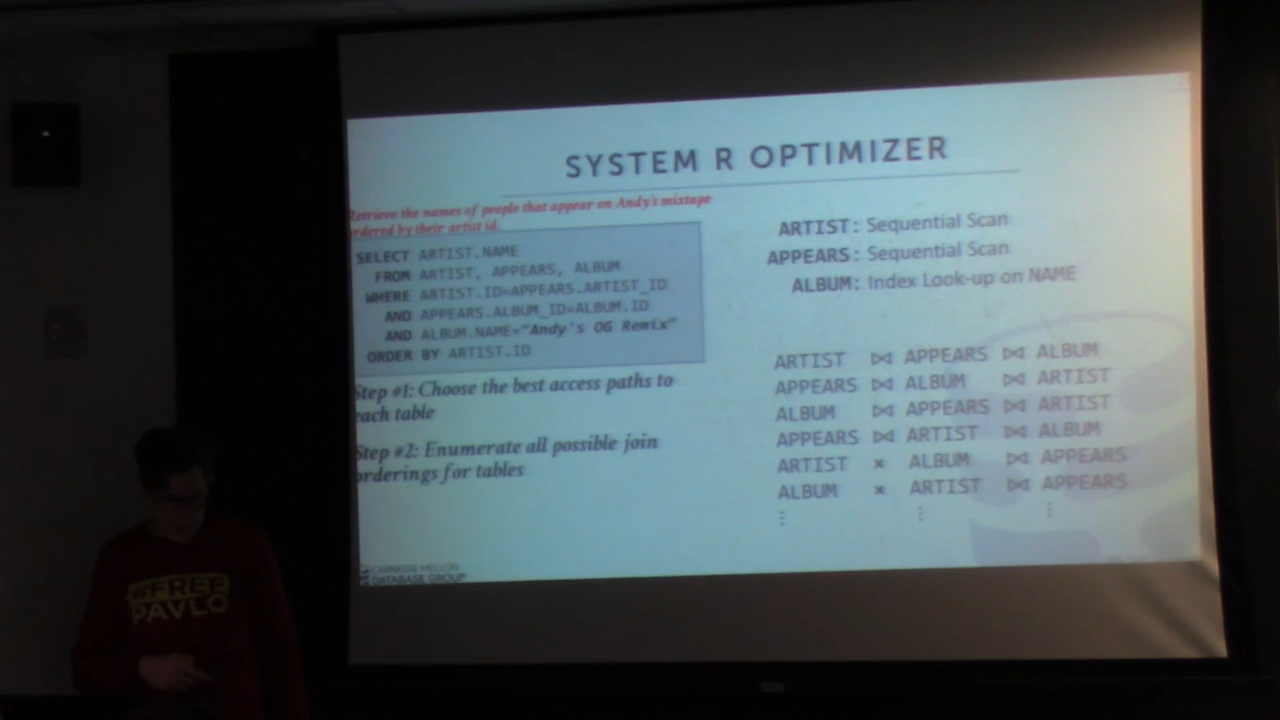 SYSTEM R OPTIMIZER
Retrieve the names of people that appear on Andy's mixtape
ordered by their artist id.
SELECT ARTIST.NAME
FROM ARTIST, APPEARS, ALBUM
WHERE ARTIST.ID=APPEARS.ARTIST_ID
AND APPEARS.ALBUM_ID=ALBUM.ID
AND ALBUM.NAME="Andy's OG Remix"
ORDER BY ARTIST.ID
Step #1: Choose the best access paths to
each table
Step #2: Enumerate all possible join
orderings for tables
ARTIST: Sequential Scan
APPEARS: Sequential Scan
ALBUM: Index Look-up on NAME
ARTIST ⋈ APPEARS ⋈ ALBUM
APPEARS ⋈ ALBUM ⋈ ARTIST
ALBUM ⋈ APPEARS ⋈ ARTIST
APPEARS ⋈ ARTIST ⋈ ALBUM
ARTIST × ALBUM ⋈ APPEARS
ALBUM × ARTIST ⋈ APPEARS
⋮ ⋮ ⋮
CARNEGIE MELLON
DATABASE GROUP
#FREE
PAVLO